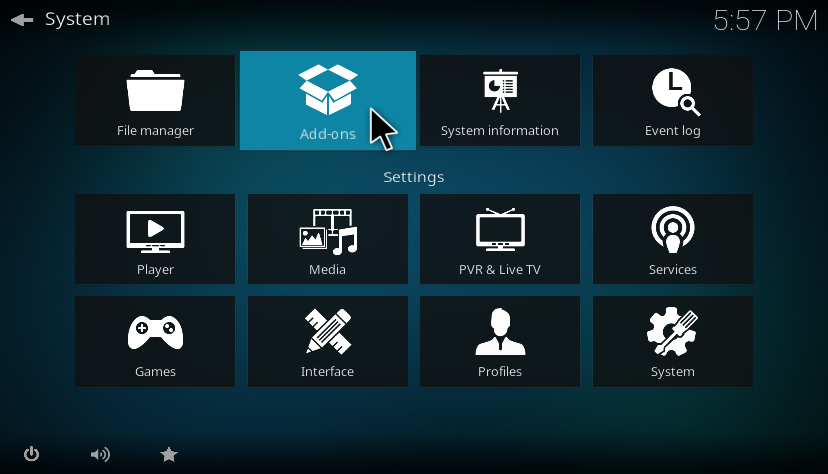 System
5:57 PM
File manager
Add-ons
System information
Event log
Settings
Player
Media
PVR & Live TV
Services
Games
Interface
Profiles
System